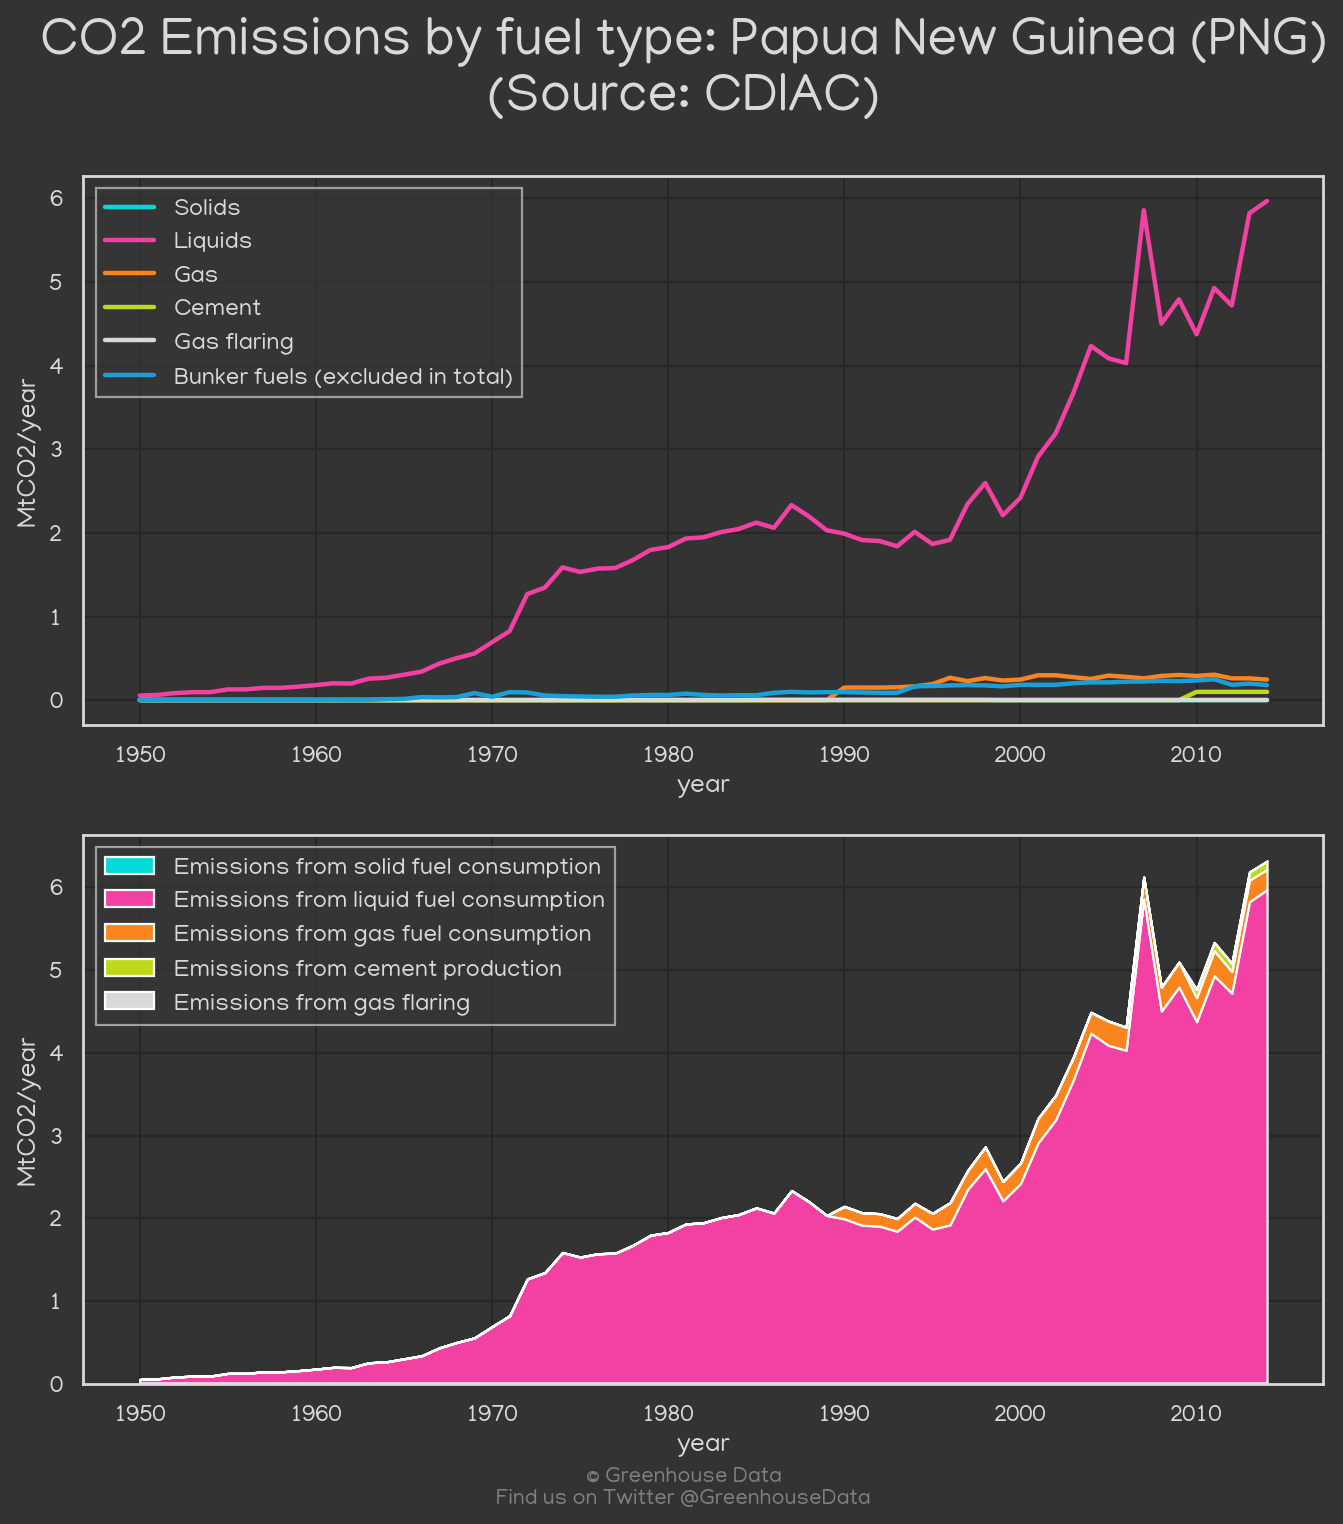 CO2 Emissions by fuel type: Papua New Guinea (PNG)
(Source: CDIAC)
6
5
4
3
2
1
0
MtCO2/year
Solids
Liquids
Gas
Cement
Gas flaring
Bunker fuels (excluded in total)
1950 1960 1970 1980 1990 2000 2010
year
6
5
4
3
2
1
0
MtCO2/year
Emissions from solid fuel consumption
Emissions from liquid fuel consumption
Emissions from gas fuel consumption
Emissions from cement production
Emissions from gas flaring
1950 1960 1970 1980 1990 2000 2010
year
© Greenhouse Data
Find us on Twitter @GreenhouseData